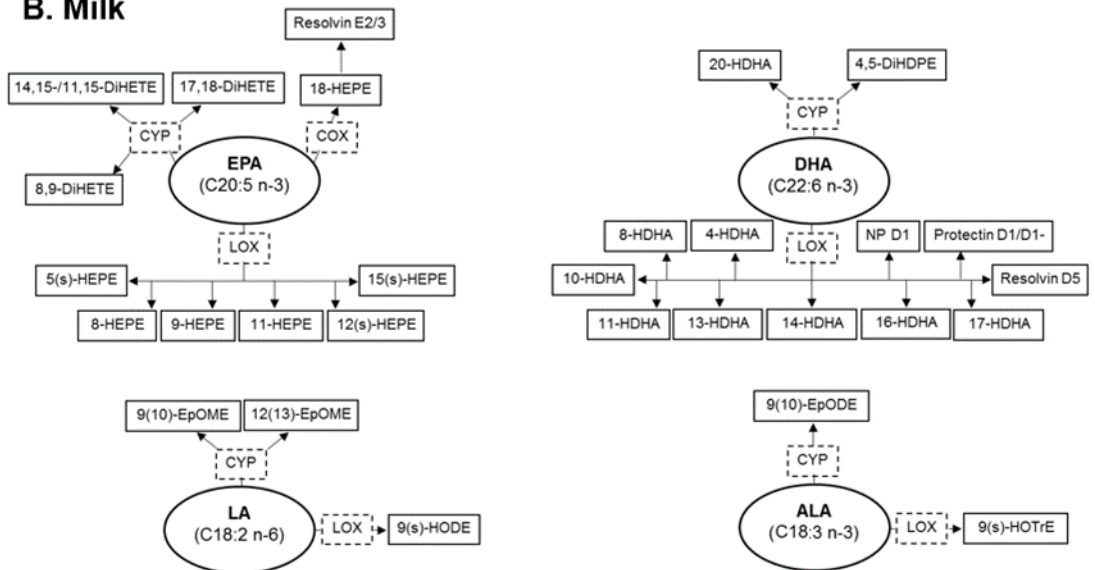 B. Milk
Resolvin E2/3
14,15-/11,15-DiHETE
17,18-DiHETE
18-HEPE
CYP
COX
8,9-DiHETE
EPA
(C20:5 n-3)
LOX
5(s)-HEPE
15(s)-HEPE
8-HEPE
9-HEPE
11-HEPE
12(s)-HEPE
20-HDHA
4,5-DiHDPE
CYP
DHA
(C22:6 n-3)
8-HDHA
4-HDHA
LOX
NP D1
Protectin D1/D1-
10-HDHA
Resolvin D5
11-HDHA
13-HDHA
14-HDHA
16-HDHA
17-HDHA
9(10)-EpOME
12(13)-EpOME
CYP
LA
(C18:2 n-6)
LOX
9(s)-HODE
9(10)-EpODE
CYP
ALA
(C18:3 n-3)
LOX
9(s)-HOTrE